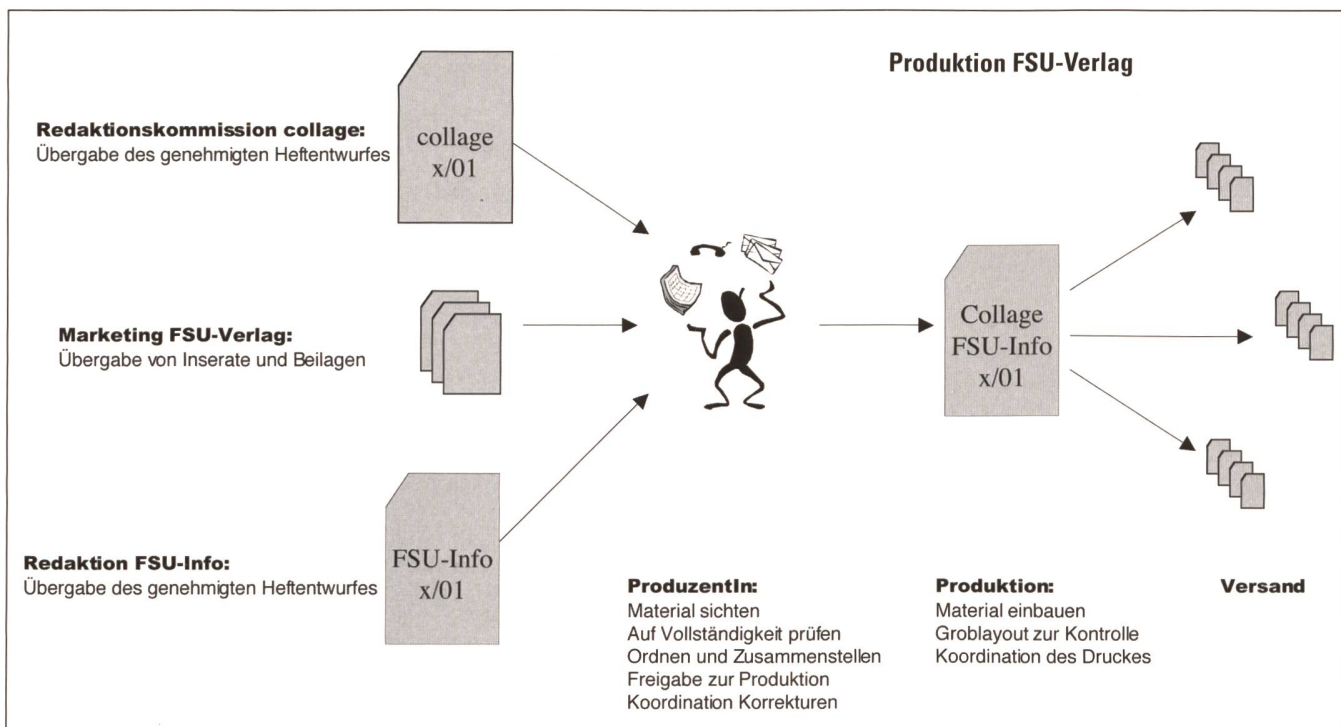 Produktion FSU-Verlag
Redaktionskommission collage:
Übergabe des genehmigten Heftentwurfes
collage
x/01
Marketing FSU-Verlag:
Übergabe von Inserate und Beilagen
Collage
FSU-Info
x/01
Redaktion FSU-Info:
Übergabe des genehmigten Heftentwurfes
FSU-Info
x/01
ProduzentIn:
Material sichten
Auf Vollständigkeit prüfen
Ordnen und Zusammenstellen
Freigabe zur Produktion
Koordination Korrekturen
Produktion:
Material einbauen
Groblayout zur Kontrolle
Koordination des Druckes
Versand